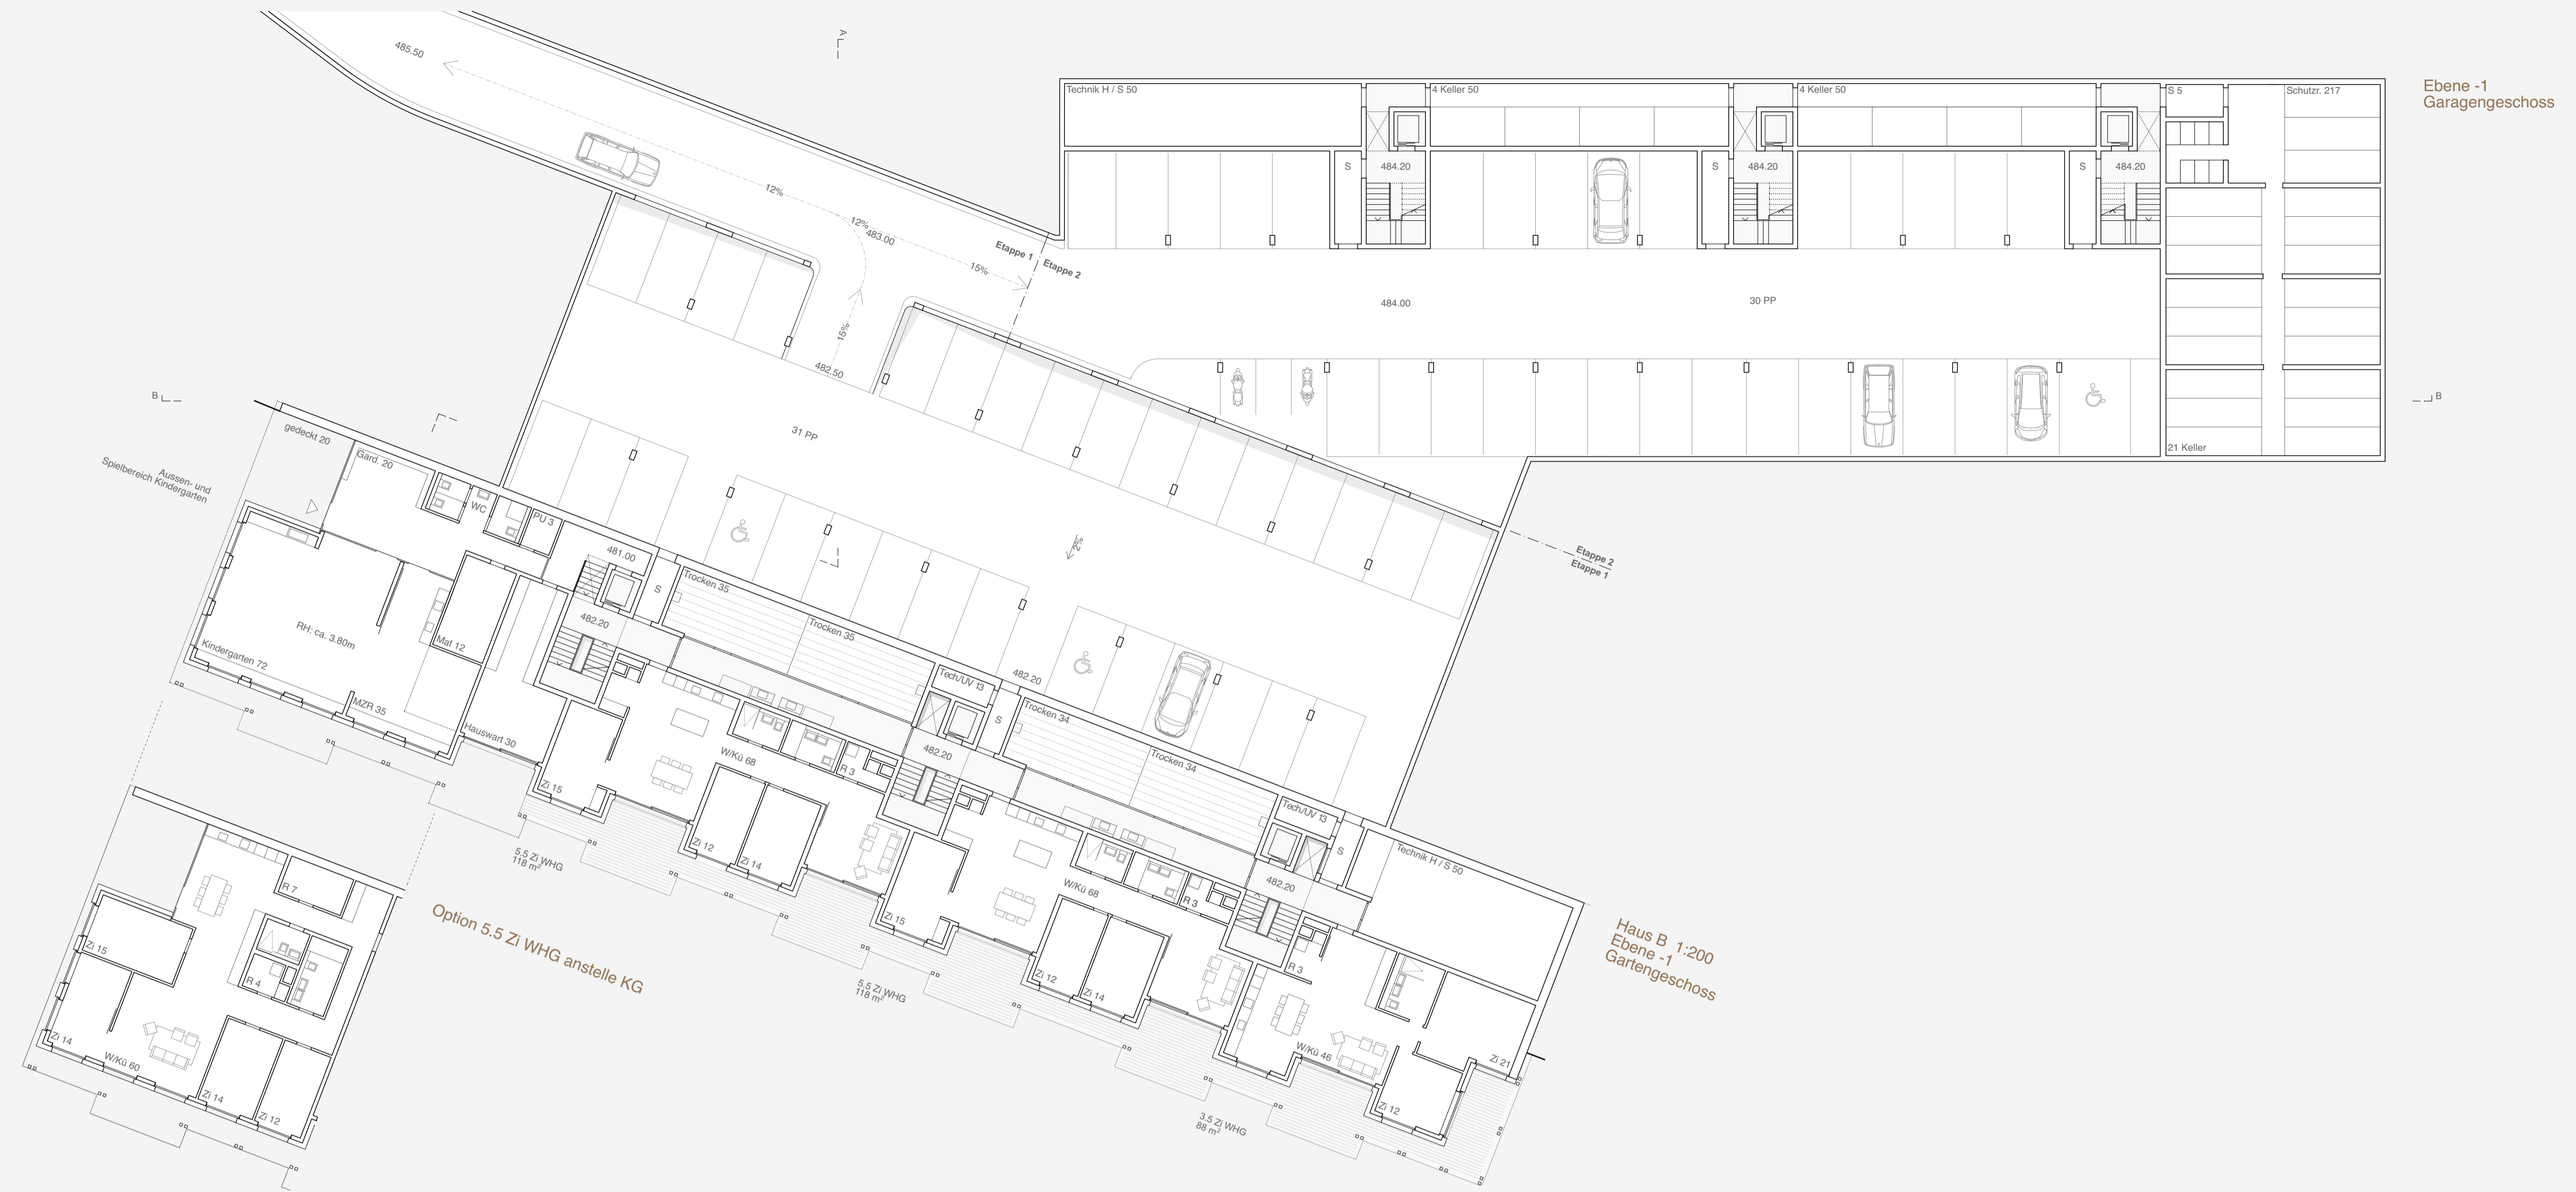 485.50
A
Technik H / S 50
4 Keller 50
4 Keller 50
S 5
Schutzr. 217
Ebene -1
Garagengeschoss
S
484.20
S
484.20
S
484.20
12%
12%
483.00
15%
Etappe 1
Etappe 2
15%
484.00
30 PP
482.50
B
B
31 PP
21 Keller
gedeckt 20
Gard. 20
Aussen- und
Spielbereich Kindergarten
WC
PU 3
481.00
2%
Etappe 2
Etappe 1
S
Trocken 35
Trocken 35
482.20
RH: ca. 3.80m
Mat 12
Kindergarten 72
MZR 35
Hauswart 30
482.20
Tech./UV 13
S
Trocken 34
Trocken 34
W/Kü 68
R 3
482.20
Zi 15
Zi 12
Zi 14
5.5 Zi WHG
118 m²
Tech./UV 13
S
Technik H / S 50
W/Kü 68
R 3
482.20
Zi 15
Zi 12
Zi 14
5.5 Zi WHG
118 m²
R 3
W/Kü 46
Zi 21
Zi 12
3.5 Zi WHG
88 m²
Haus B 1:200
Ebene -1
Gartengeschoss
Option 5.5 Zi WHG anstelle KG
R 7
Zi 15
R 4
Zi 14
W/Kü 60
Zi 14
Zi 12